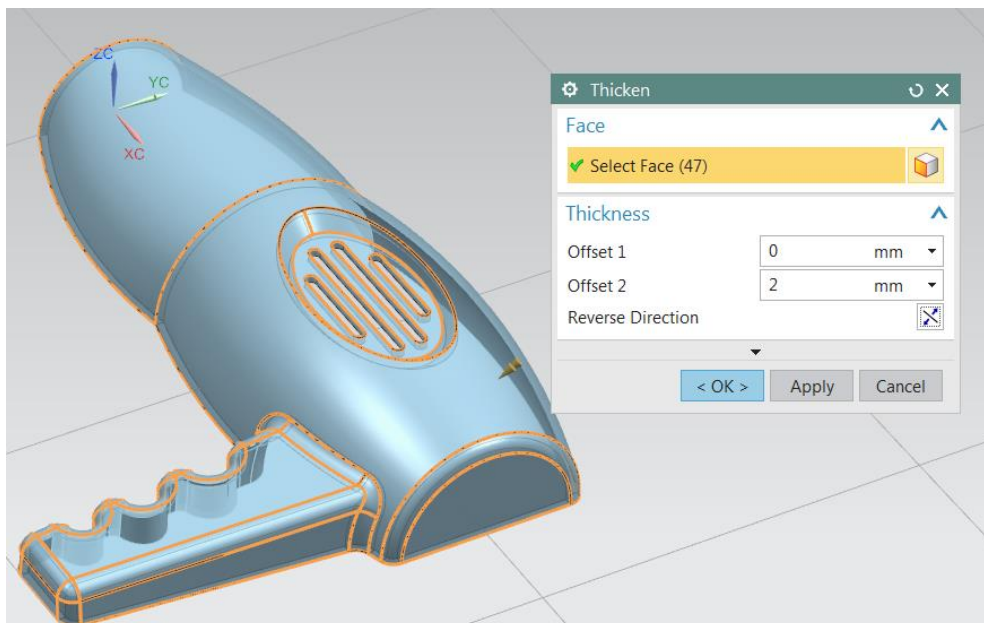 ZC
YC
XC
Thicken
Face
Select Face (47)
Thickness
Offset 1 0 mm
Offset 2 2 mm
Reverse Direction
< OK > Apply Cancel